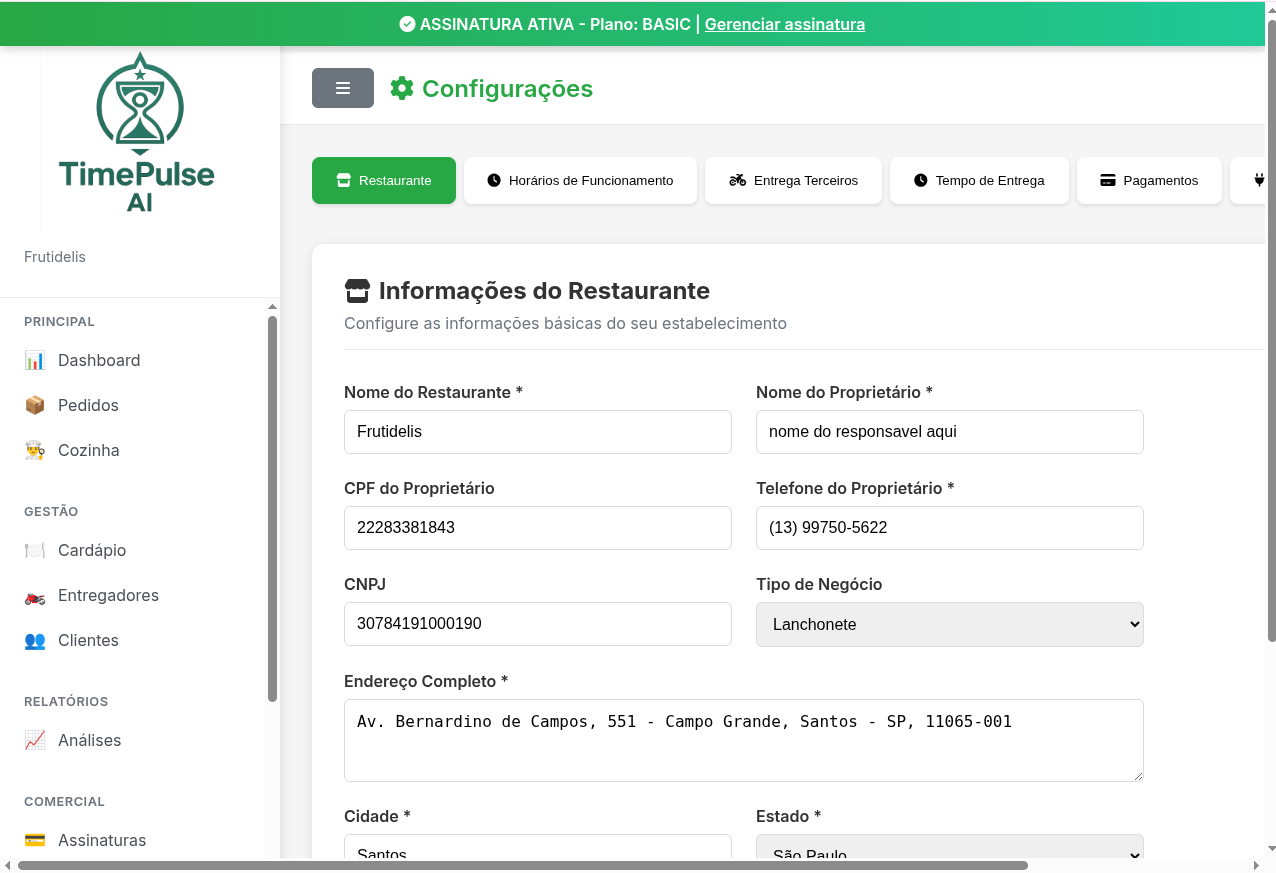 ASSINATURA ATIVA - Plano: BASIC | Gerenciar assinatura
TimePulse
AI
Frutidelis
PRINCIPAL
Dashboard
Pedidos
Cozinha
GESTÃO
Cardápio
Entregadores
Clientes
RELATÓRIOS
Análises
COMERCIAL
Assinaturas
Configurações
Restaurante
Horários de Funcionamento
Entrega Terceiros
Tempo de Entrega
Pagamentos
Informações do Restaurante
Configure as informações básicas do seu estabelecimento
Nome do Restaurante *
Frutidelis
Nome do Proprietário *
nome do responsavel aqui
CPF do Proprietário
22283381843
Telefone do Proprietário *
(13) 99750-5622
CNPJ
30784191000190
Tipo de Negócio
Lanchonete
Endereço Completo *
Av. Bernardino de Campos, 551 - Campo Grande, Santos - SP, 11065-001
Cidade *
Santos
Estado *
São Paulo